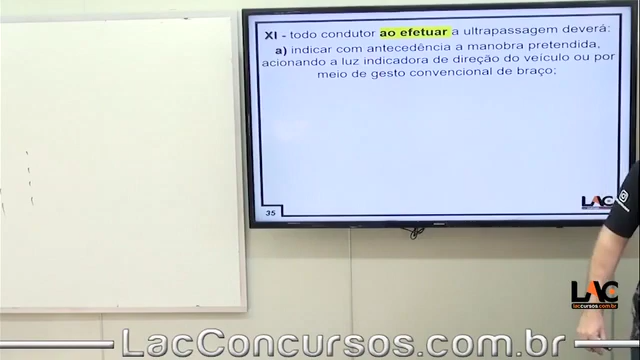 XI - todo condutor ao efetuar a ultrapassagem deverá:
a) indicar com antecedência a manobra pretendida,
acionando a luz indicadora de direção do veículo ou por
meio de gesto convencional de braço;
LAC
35
LAC
laccursos.com.br
LacConcursos.com.br